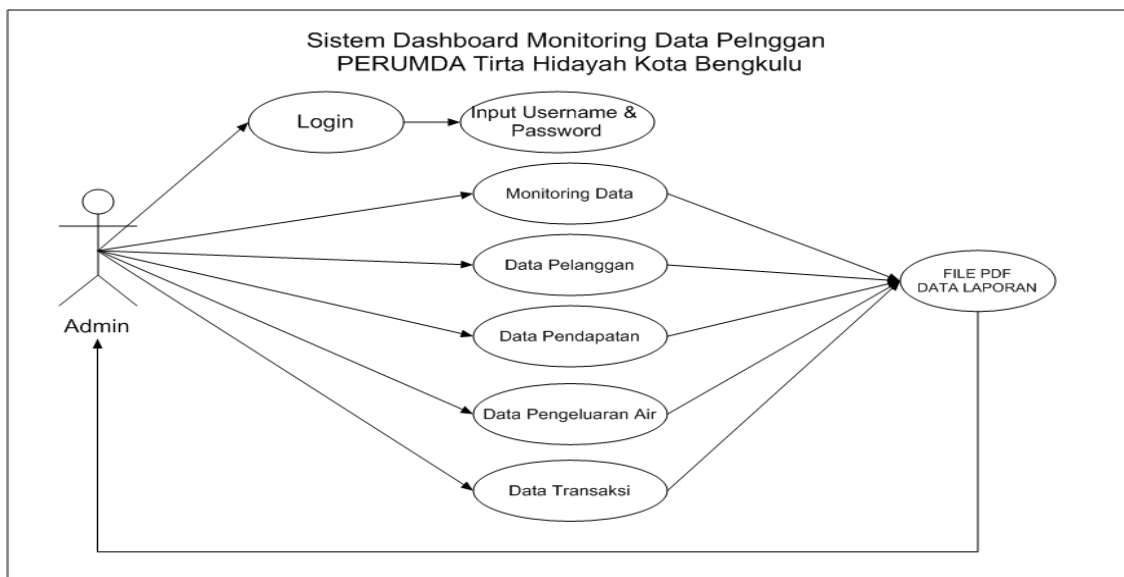 Sistem Dashboard Monitoring Data Pelnggan
PERUMDA Tirta Hidayah Kota Bengkulu
Login
Input Username &
Password
Monitoring Data
Data Pelanggan
FILE PDF
DATA LAPORAN
Admin
Data Pendapatan
Data Pengeluaran Air
Data Transaksi